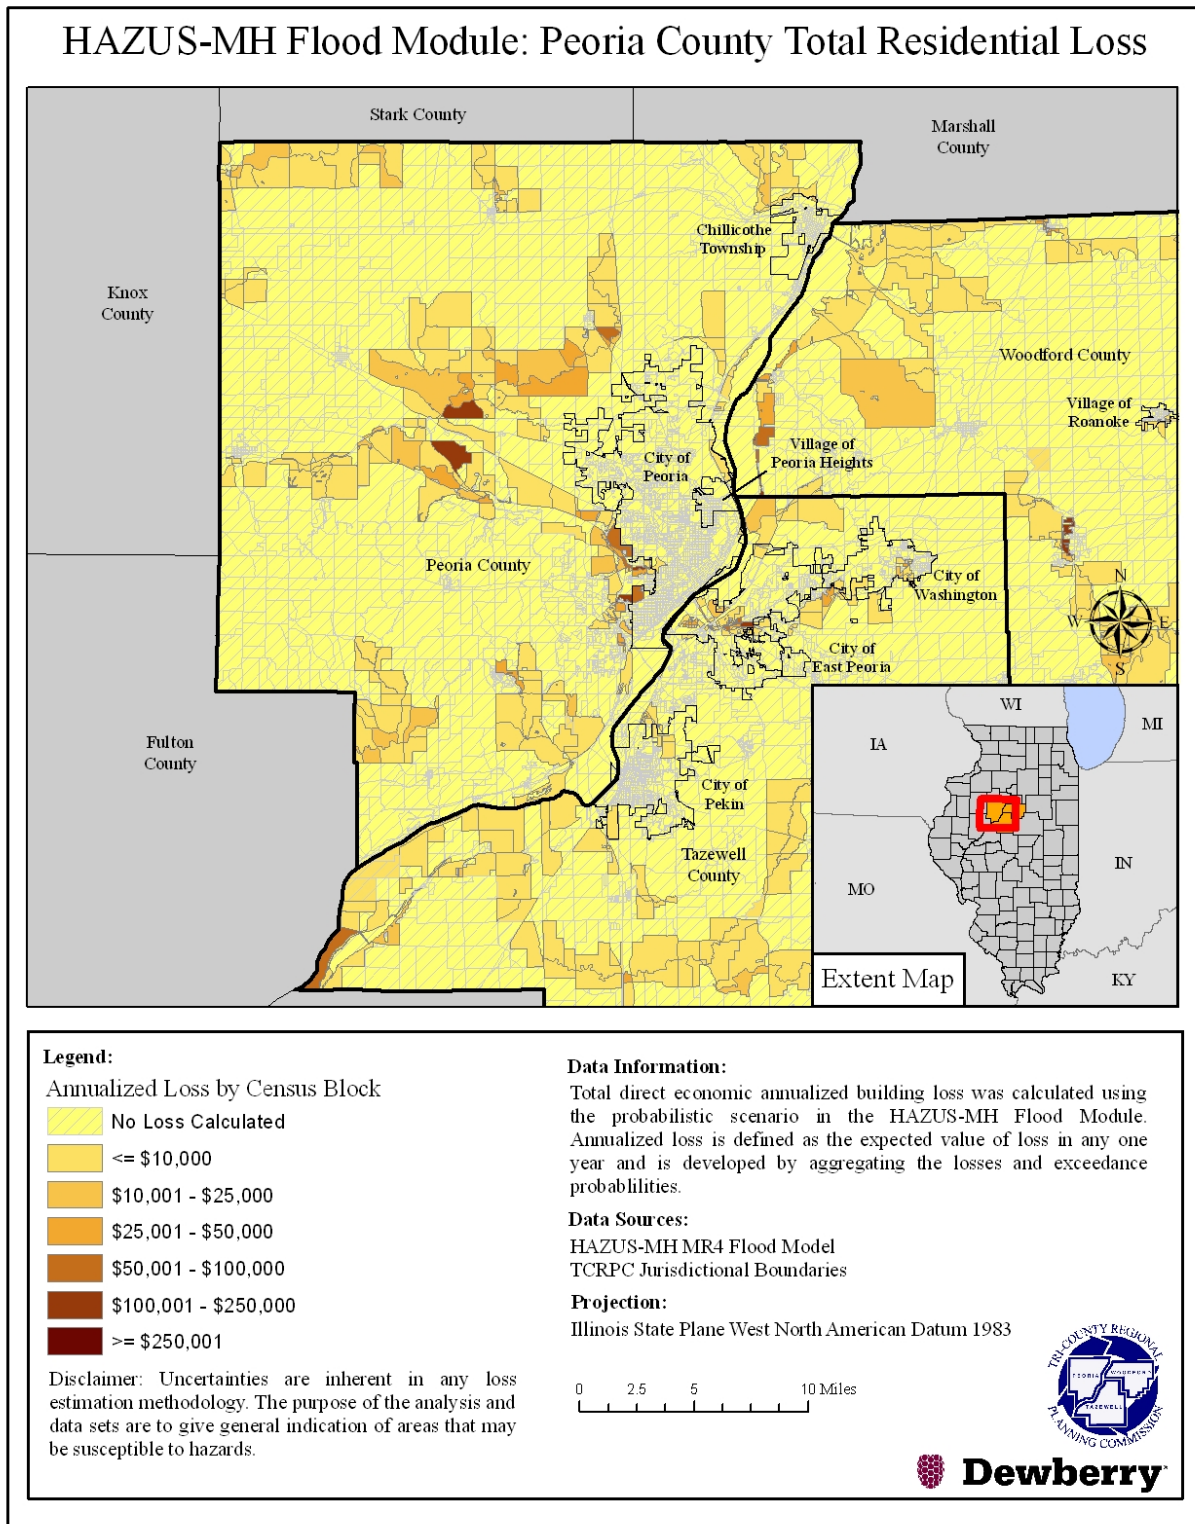 HAZUS-MH Flood Module: Peoria County Total Residential Loss
Stark County
Marshall
County
Chillicothe
Township
Knox
County
Woodford County
Village of
Roanoke
Village of
Peoria Heights
City of
Peoria
Peoria County
City of
Washington
N
W
E
S
City of
East Peoria
Fulton
County
City of
Pekin
Tazewell
County
WI
MI
IA
IN
MO
KY
Extent Map
Legend:
Annualized Loss by Census Block
No Loss Calculated
<= $10,000
$10,001 - $25,000
$25,001 - $50,000
$50,001 - $100,000
$100,001 - $250,000
>= $250,001
Disclaimer: Uncertainties are inherent in any loss
estimation methodology. The purpose of the analysis and
data sets are to give general indication of areas that may
be susceptible to hazards.
Data Information:
Total direct economic annualized building loss was calculated using
the probabilistic scenario in the HAZUS-MH Flood Module.
Annualized loss is defined as the expected value of loss in any one
year and is developed by aggregating the losses and exceedance
probablilities.
Data Sources:
HAZUS-MH MR4 Flood Model
TCRPC Jurisdictional Boundaries
Projection:
Illinois State Plane West North American Datum 1983
0 2.5 5 10 Miles
TRI-COUNTY REGIONAL
PEORIA
WOODFORD
TAZEWELL
PLANNING COMMISSION
Dewberry